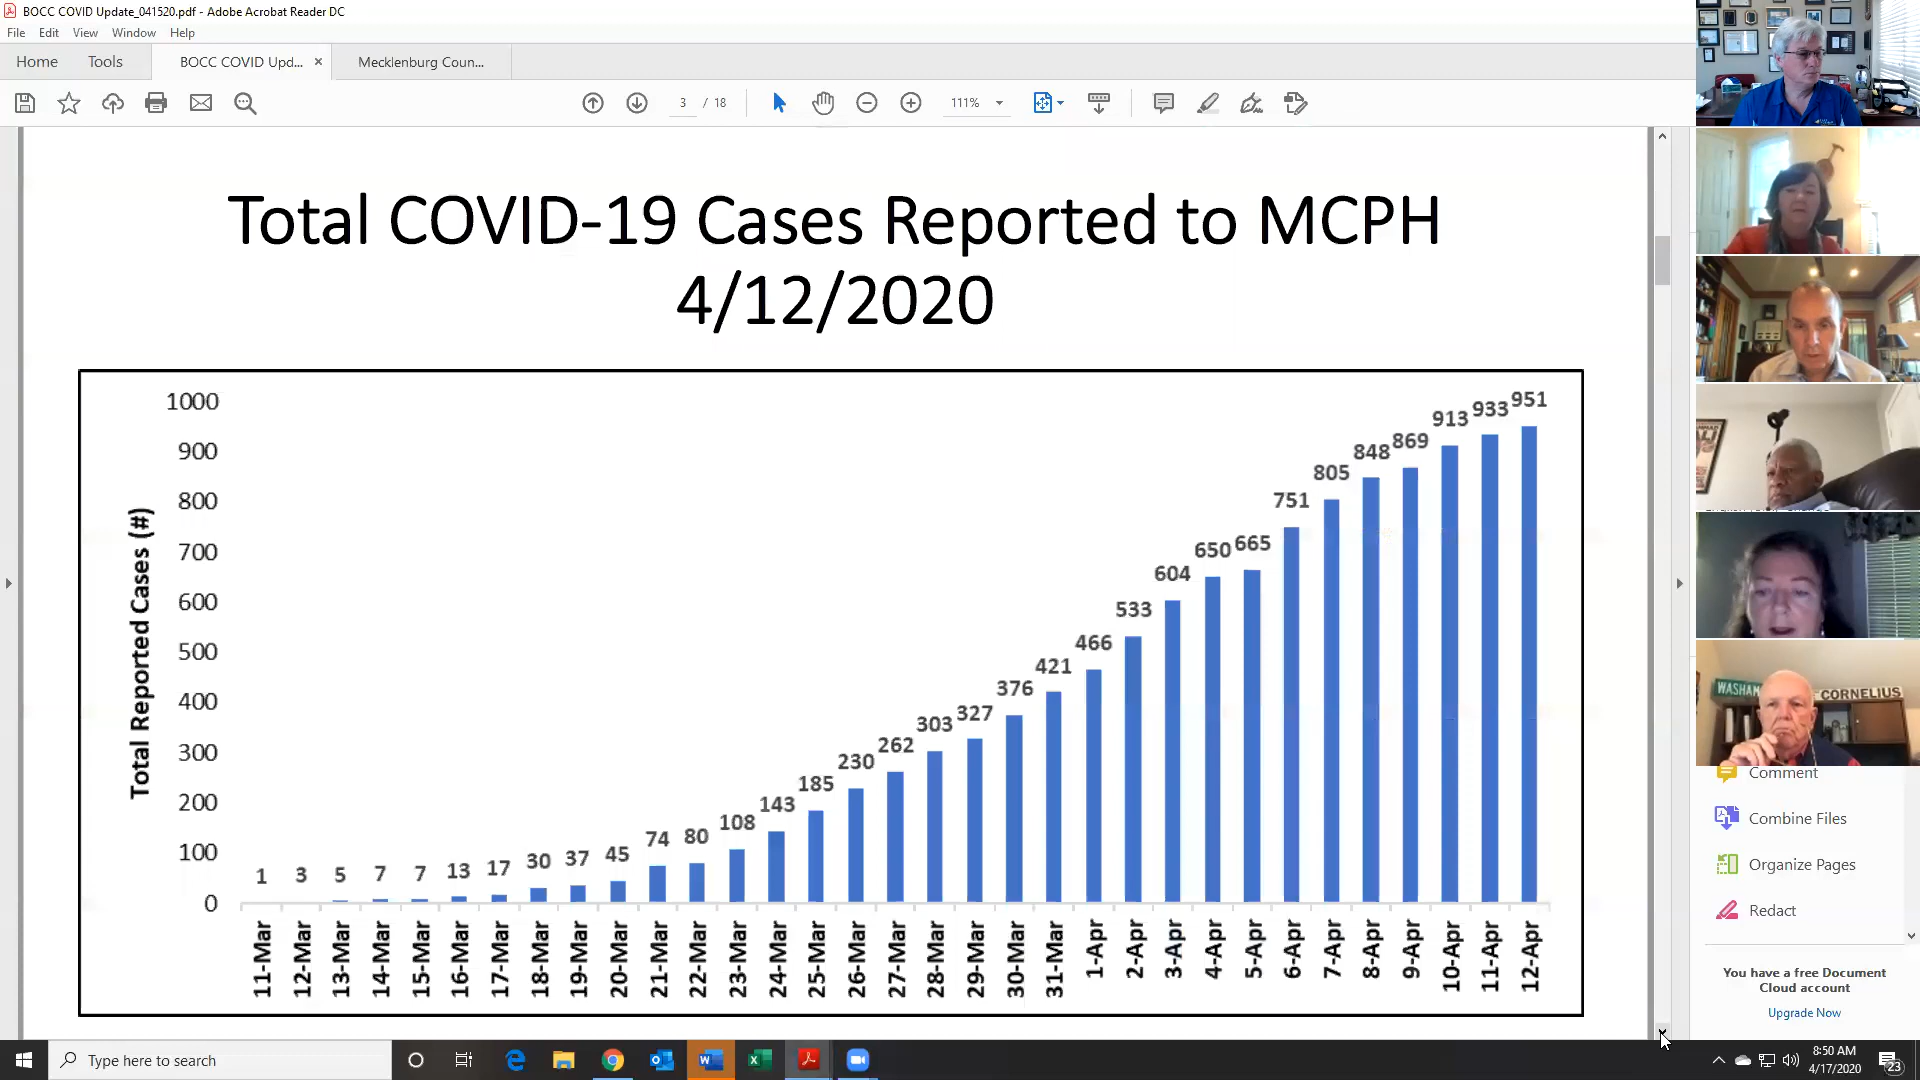 BOCC COVID Update_041520.pdf - Adobe Acrobat Reader DC
File Edit View Window Help
Home Tools BOCC COVID Upd... × Mecklenburg Coun...
3 / 18 111%
Total COVID-19 Cases Reported to MCPH
4/12/2020
Total Reported Cases (#)
1000
900
800
700
600
500
400
300
200
100
0
1 3 5 7 7 13 17 30 37 45 74 80 108 143 185 230 262 303 327 376 421 466 533 604 650 665 751 805 848 869 913 933 951
11-Mar 12-Mar 13-Mar 14-Mar 15-Mar 16-Mar 17-Mar 18-Mar 19-Mar 20-Mar 21-Mar 22-Mar 23-Mar 24-Mar 25-Mar 26-Mar 27-Mar 28-Mar 29-Mar 30-Mar 31-Mar 1-Apr 2-Apr 3-Apr 4-Apr 5-Apr 6-Apr 7-Apr 8-Apr 9-Apr 10-Apr 11-Apr 12-Apr
WASHAM CORNELIUS
Comment
Combine Files
Organize Pages
Redact
You have a free Document
Cloud account
Upgrade Now
Type here to search
8:50 AM
4/17/2020
23